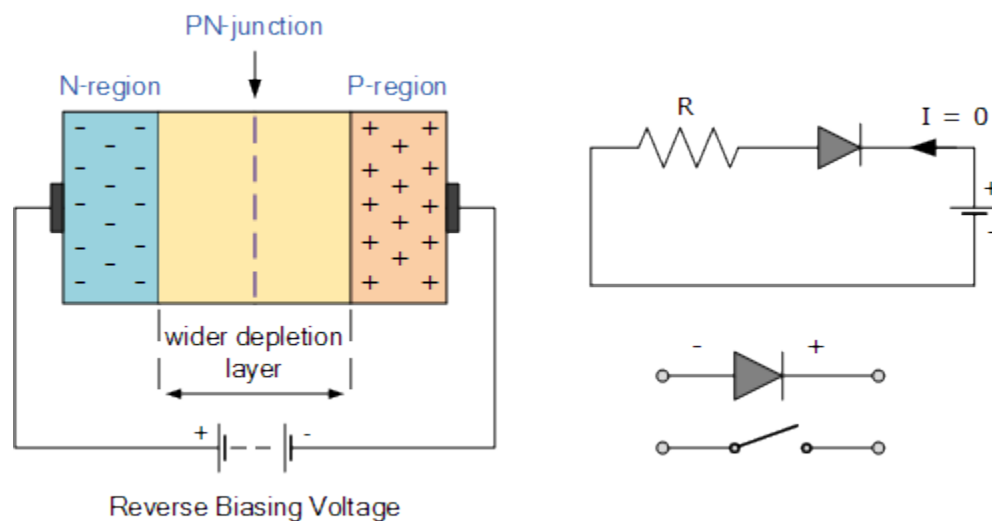 PN-junction
N-region
P-region
- - - - - - - - - - - - - -
+ + + + + + + + + + + + + +
wider depletion
layer
+ -
Reverse Biasing Voltage
R
I = 0
+
-
- +